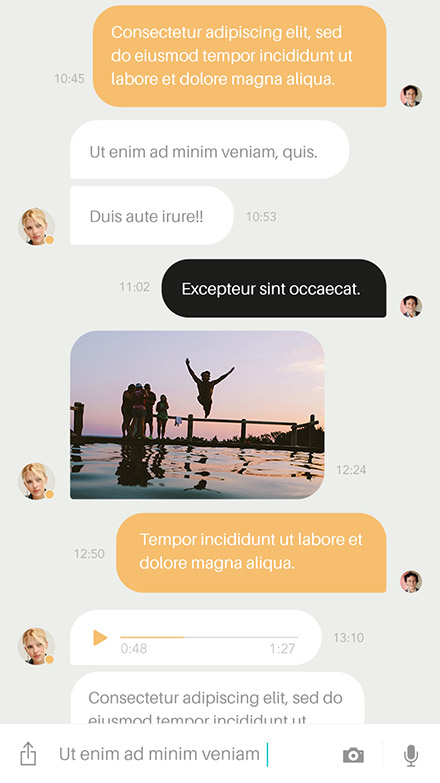 Consectetur adipiscing elit, sed
do eiusmod tempor incididunt ut
labore et dolore magna aliqua.
10:45
Ut enim ad minim veniam, quis.
Duis aute irure!!
10:53
11:02
Excepteur sint occaecat.
12:24
Tempor incididunt ut labore et
dolore magna aliqua.
12:50
0:48
1:27
13:10
Consectetur adipiscing elit, sed do
eiusmod tempor incididunt ut
Ut enim ad minim veniam